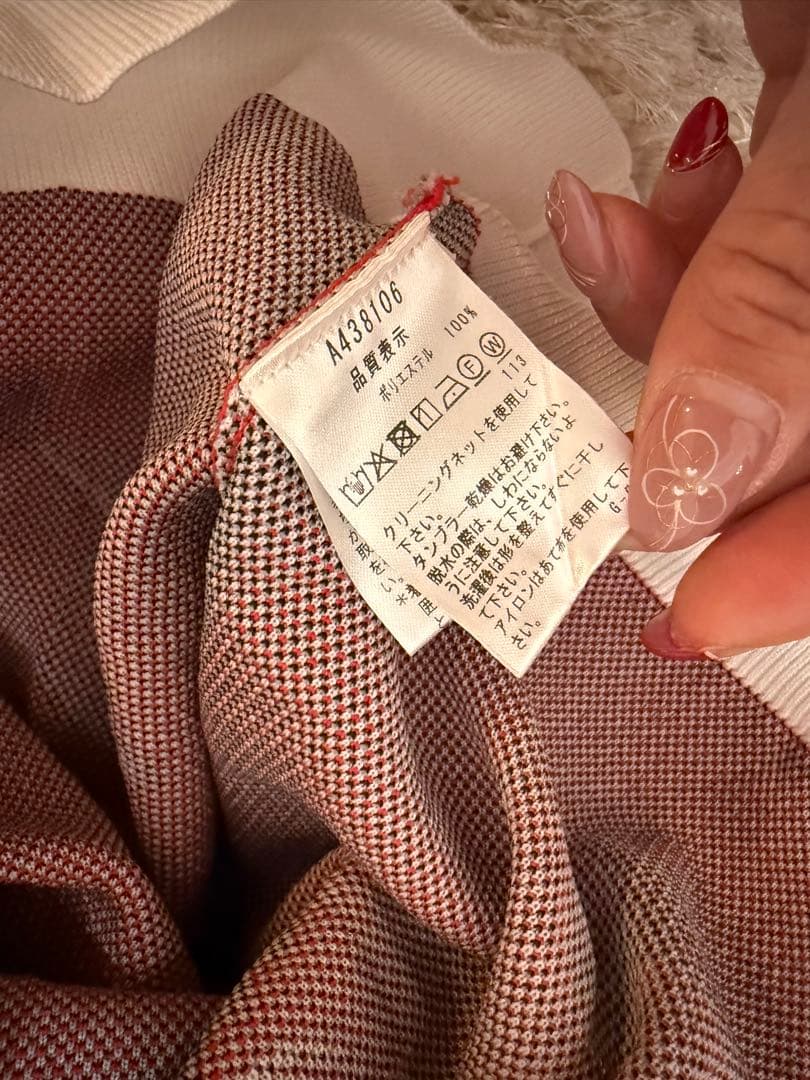 A438106
品質表示
ポリエステル 100%
F W
113
クリーニングネットを使用して
下さい。
タンブラー乾燥はお避け下さい。
脱水の際は、しわにならないよ
うに注意して下さい。
洗濯後は形を整えてすぐに干し
て下さい。
アイロンはあて布を使用して下
さい。
が
取
を
い。